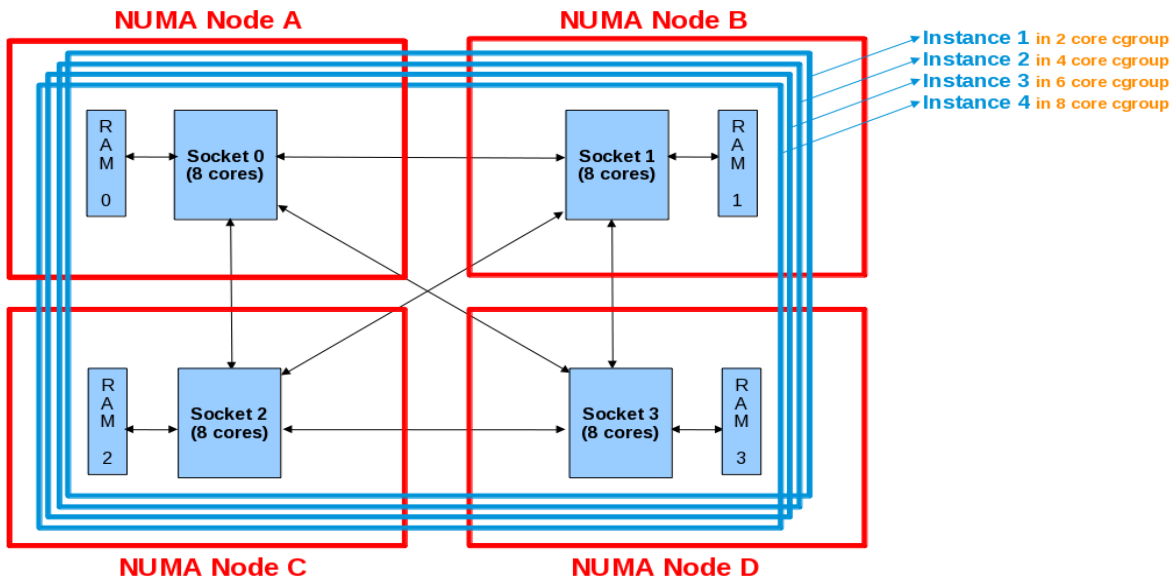 NUMA Node A
NUMA Node B
Instance 1 in 2 core cgroup
Instance 2 in 4 core cgroup
Instance 3 in 6 core cgroup
Instance 4 in 8 core cgroup
RAM 0
Socket 0
(8 cores)
Socket 1
(8 cores)
RAM 1
RAM 2
Socket 2
(8 cores)
Socket 3
(8 cores)
RAM 3
NUMA Node C
NUMA Node D